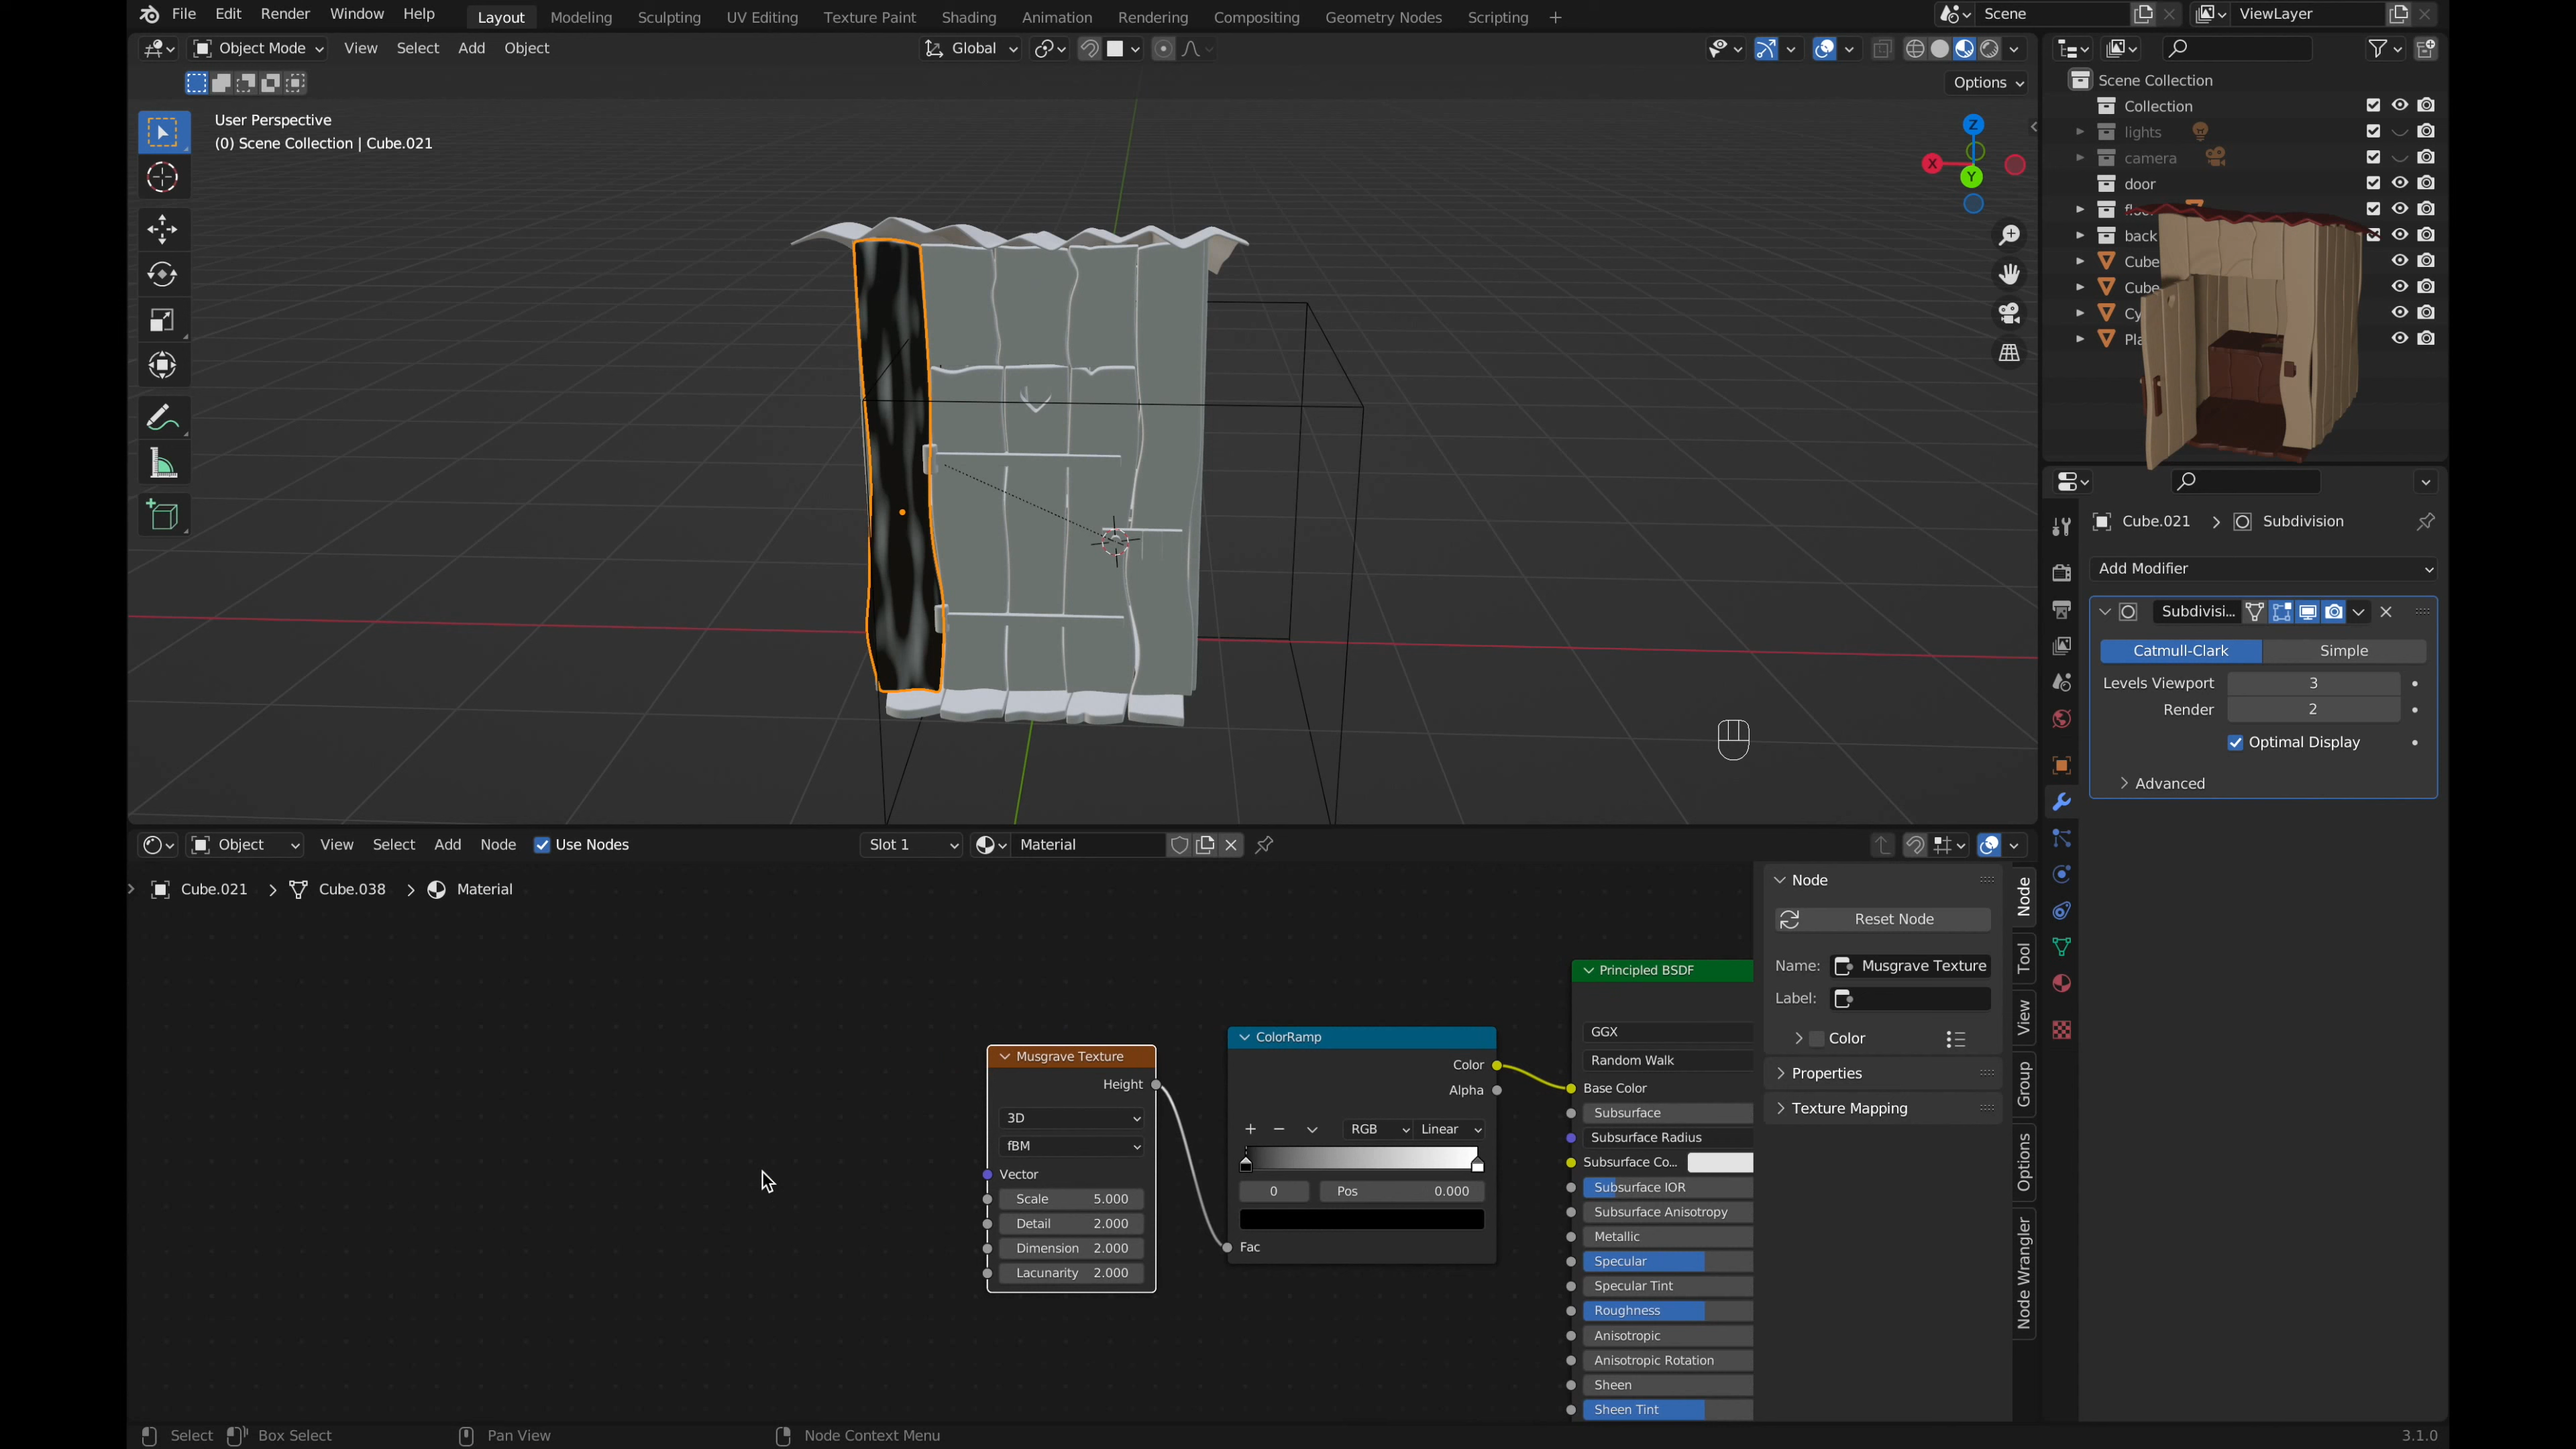 File Edit Render Window Help Layout Modeling Sculpting UV Editing Texture Paint Shading Animation Rendering Compositing Geometry Nodes Scripting + Scene ViewLayer
Object Mode View Select Add Object Global
Options
User Perspective
(0) Scene Collection | Cube.021
Z
X
Y
Scene Collection
Collection
lights
camera
door
back
Cube
Cube
Cy
Pla
Cube.021 > Subdivision
Add Modifier
Subdivisi...
Catmull-Clark Simple
Levels Viewport 3
Render 2
Optimal Display
Advanced
Object View Select Add Node Use Nodes Slot 1 Material
Cube.021 > Cube.038 > Material
Musgrave Texture
Height
3D
fBM
Vector
Scale 5.000
Detail 2.000
Dimension 2.000
Lacunarity 2.000
ColorRamp
Color
Alpha
+ − RGB Linear
0 Pos 0.000
Fac
Principled BSDF
GGX
Random Walk
Base Color
Subsurface
Subsurface Radius
Subsurface Co...
Subsurface IOR
Subsurface Anisotropy
Metallic
Specular
Specular Tint
Roughness
Anisotropic
Anisotropic Rotation
Sheen
Sheen Tint
Node
Reset Node
Name: Musgrave Texture
Label:
Color
Properties
Texture Mapping
Node
Tool
View
Group
Options
Node Wrangler
Select Box Select Pan View Node Context Menu 3.1.0